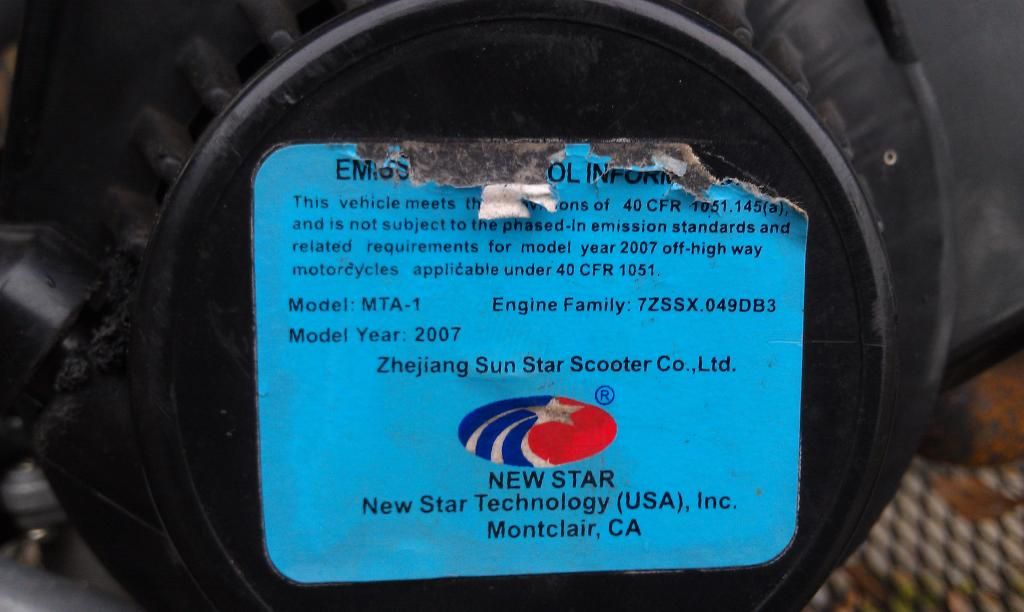 EMISS OL INFORM
This vehicle meets th ions of 40 CFR 1051.145(a),
and is not subject to the phased-in emission standards and
related requirements for model year 2007 off-high way
motorcycles applicable under 40 CFR 1051.
Model: MTA-1 Engine Family: 7ZSSX.049DB3
Model Year: 2007
Zhejiang Sun Star Scooter Co.,Ltd.
®
NEW STAR
New Star Technology (USA), Inc.
Montclair, CA